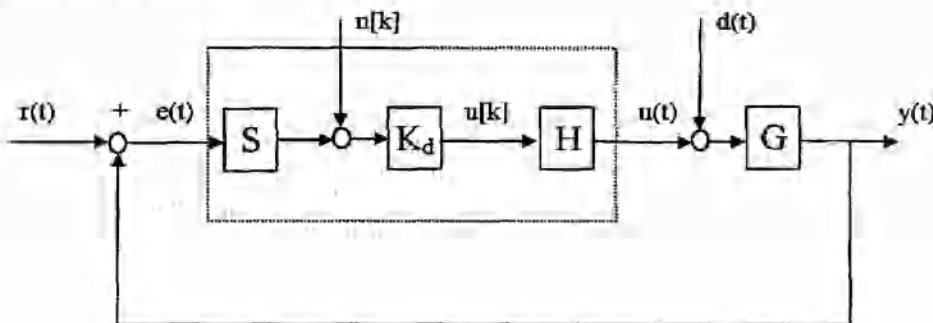 n[k]
d(t)
r(t)
+
e(t)
S
K_d
u[k]
H
u(t)
G
y(t)